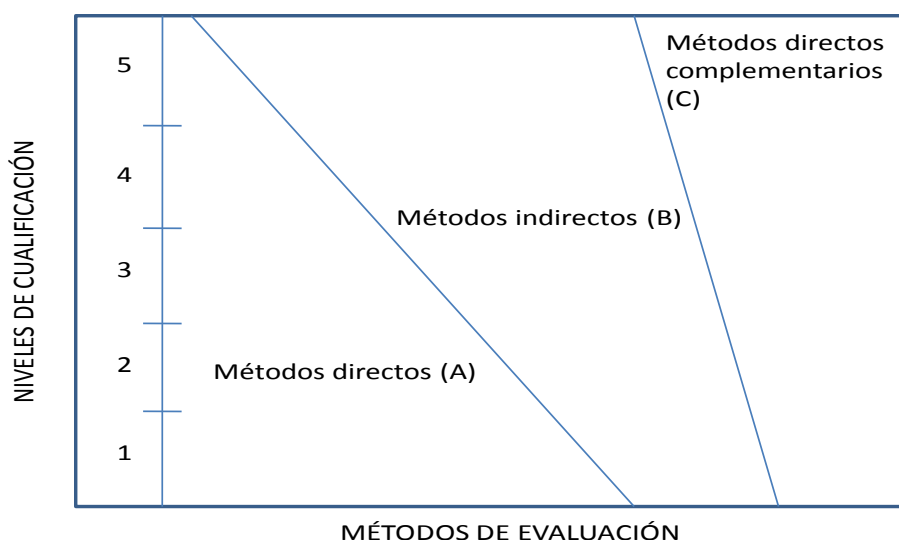 NIVELES DE CUALIFICACIÓN
5
4
3
2
1
Métodos directos
complementarios
(C)
Métodos indirectos (B)
Métodos directos (A)
MÉTODOS DE EVALUACIÓN